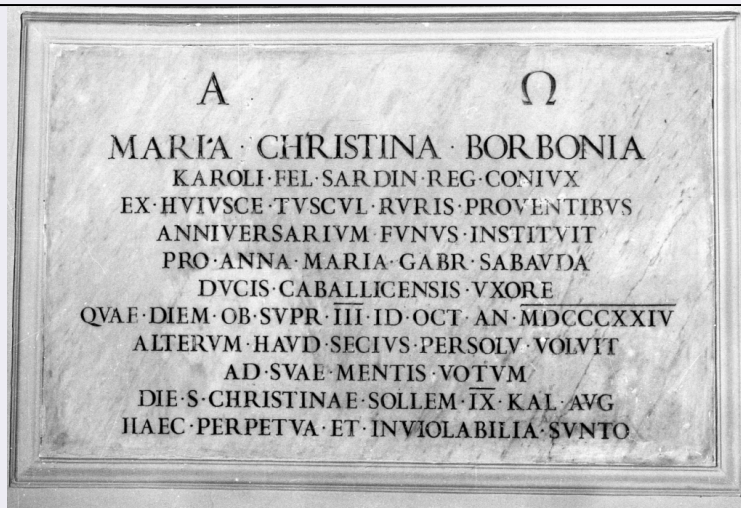 Α Ω
MARIA · CHRISTINA · BORBONIA
KAROLI · FEL · SARDIN · REG · CONIVX
EX · HVIVSCE · TVSCVL · RVRIS · PROVENTIBVS
ANNIVERSARIVM · FVNVS · INSTITVIT
PRO · ANNA · MARIA · GABR · SABAVDA
DVCIS · CABALLICENSIS · VXORE
QVAE · DIEM · OB · SVPR · III · ID · OCT · AN · MDCCCXXIV
ALTERVM · HAVD · SECIVS · PERSOLV · VOLVIT
AD · SVAE · MENTIS · VOTVM
DIE · S · CHRISTINAE · SOLLEM · IX · KAL · AVG
HAEC · PERPETVA · ET · INVIOLABILIA · SVNTO